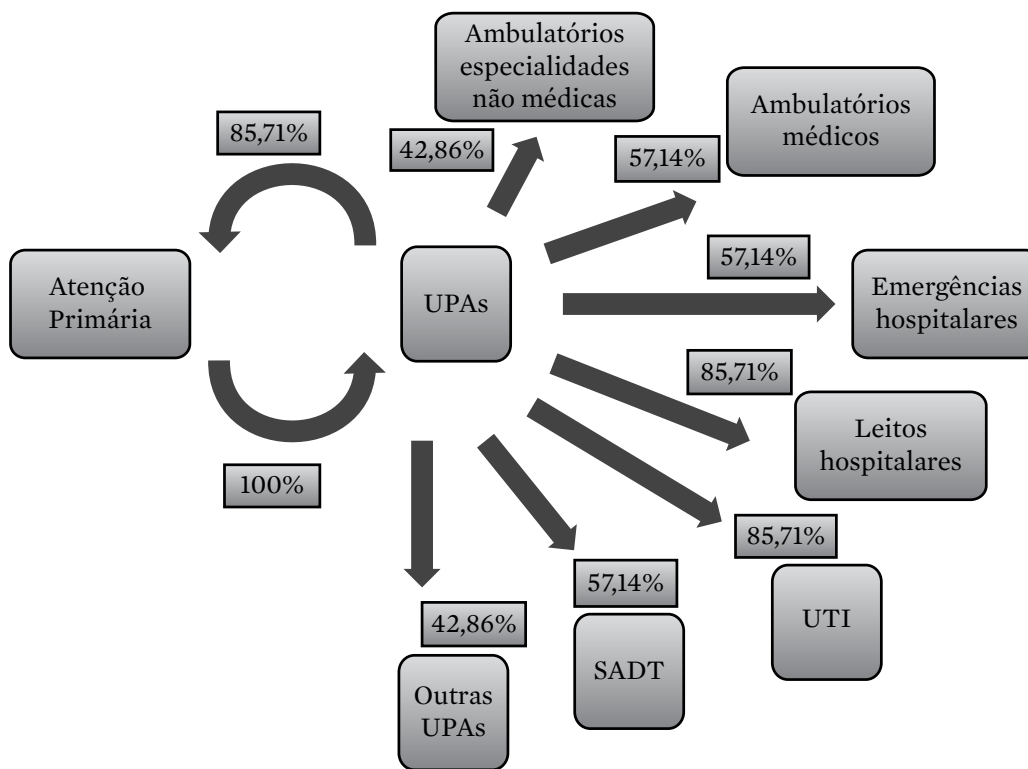 Ambulatórios
especialidades
não médicas
Ambulatórios
médicos
85,71%
42,86%
57,14%
57,14%
Atenção
Primária
UPAs
Emergências
hospitalares
85,71%
Leitos
hospitalares
100%
85,71%
57,14%
42,86%
UTI
SADT
Outras
UPAs